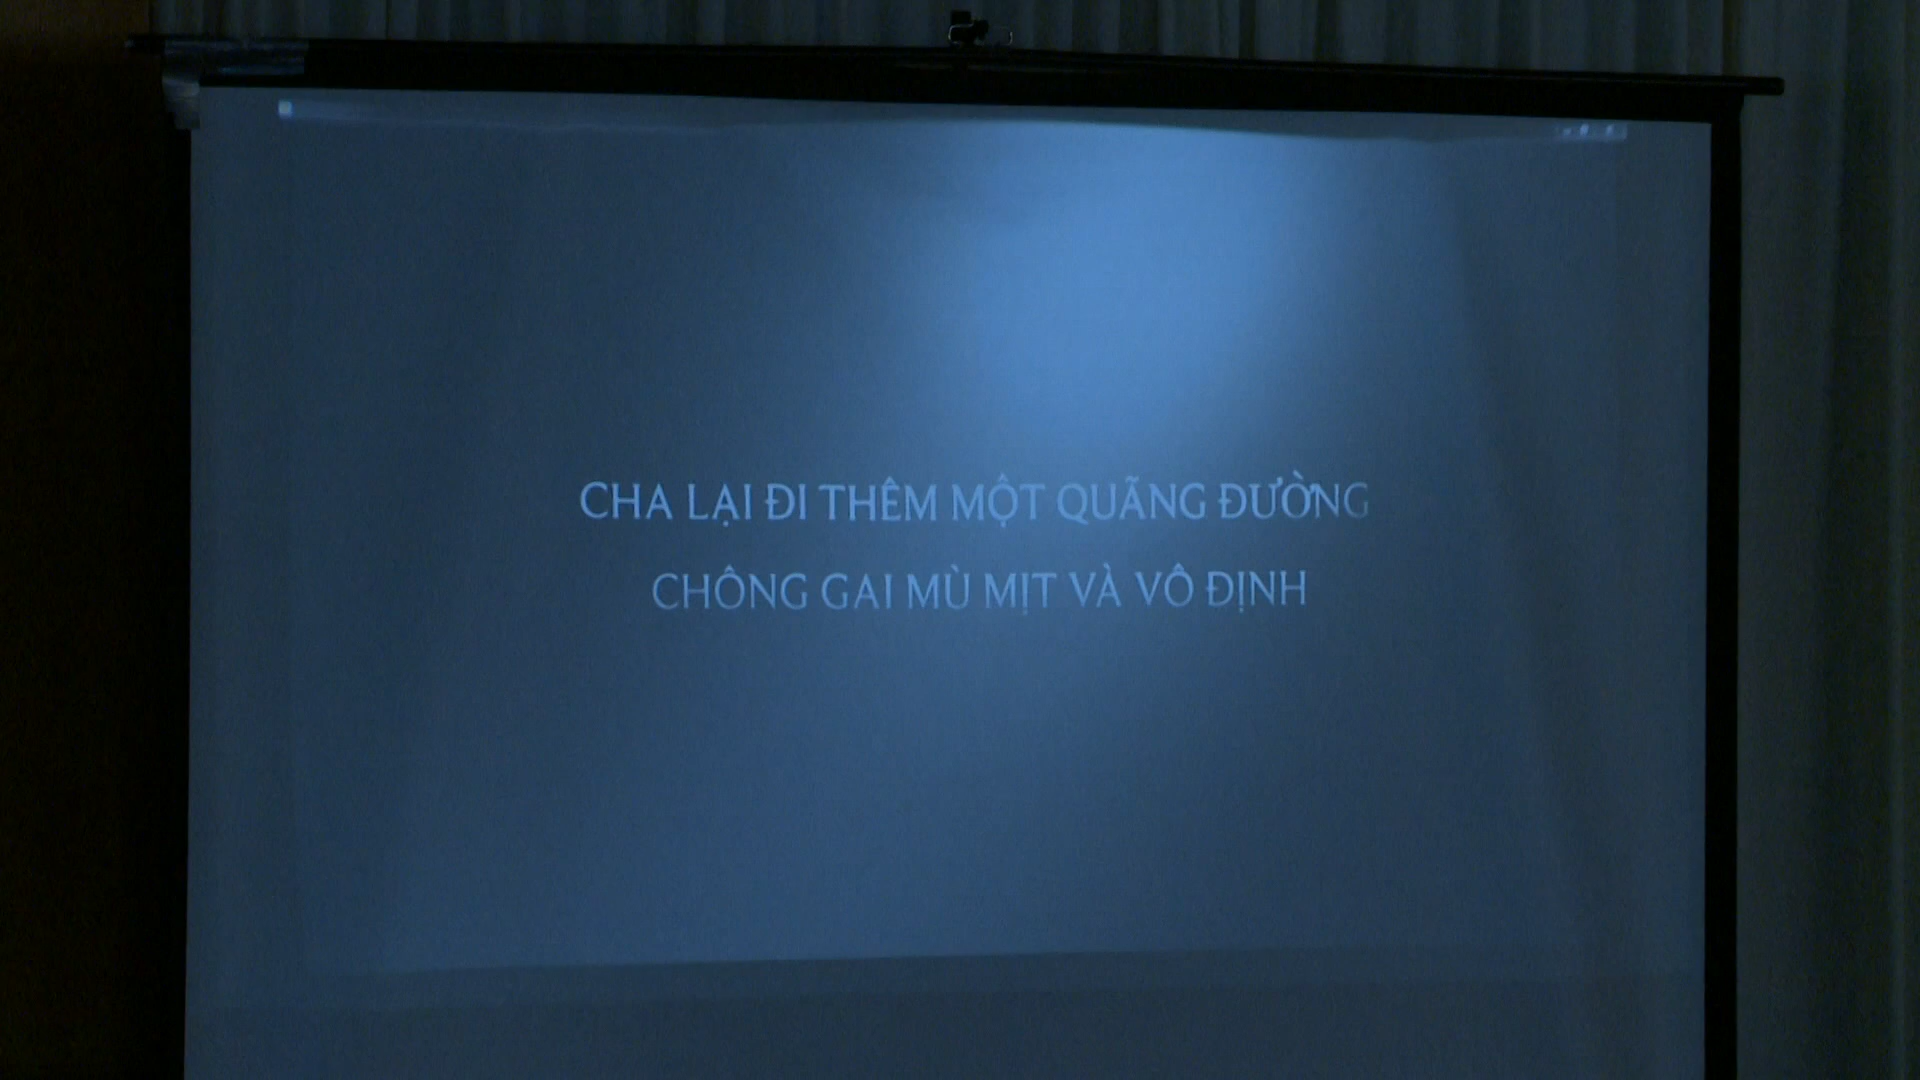 CHA LẠI ĐI THÊM MỘT QUÃNG ĐƯỜNG
CHÔNG GAI MÙ MỊT VÀ VÔ ĐỊNH